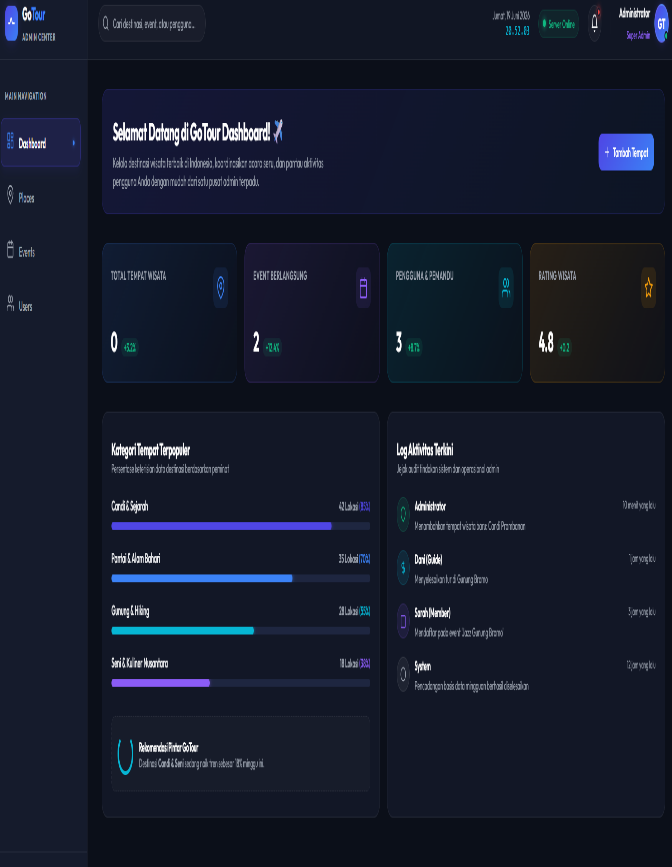 GoTour
ADMIN CENTER
Cari destinasi, event, atau pengguna...
Jumat, 19 Juni 2026
20.52.03
Server Online
Administrator
Super Admin
GT
MAIN NAVIGATION
Dashboard
Places
Events
Users
Selamat Datang di GoTour Dashboard! ✈️
Kelola destinasi wisata terbaik di Indonesia, koordinasikan acara seru, dan pantau aktivitas
pengguna Anda dengan mudah dari satu pusat admin terpadu.
+ Tambah Tempat
TOTAL TEMPAT WISATA
0 +5.2%
EVENT BERLANGSUNG
2 +12.4%
PENGGUNA & PEMANDU
3 +8.7%
RATING WISATA
4.8 +0.2
Kategori Tempat Terpopuler
Persentase keterisian data destinasi berdasarkan peminat
Candi & Sejarah 42 Lokasi (85%)
Pantai & Alam Bahari 35 Lokasi (70%)
Gunung & Hiking 28 Lokasi (55%)
Seni & Kuliner Nusantara 18 Lokasi (38%)
Rekomendasi Pintar GoTour
Destinasi Candi & Seni sedang naik tren sebesar 18% minggu ini.
Log Aktivitas Terkini
Jejak audit tindakan sistem dan operasional admin
Administrator 10 menit yang lalu
Menambahkan tempat wisata baru: Candi Prambanan
Dani (Guide) 1 jam yang lalu
Menyelesaikan tur di Gunung Bromo
Sarah (Member) 3 jam yang lalu
Mendaftar pada event 'Jazz Gunung Bromo'
System 12 jam yang lalu
Pencadangan basis data mingguan berhasil diselesaikan